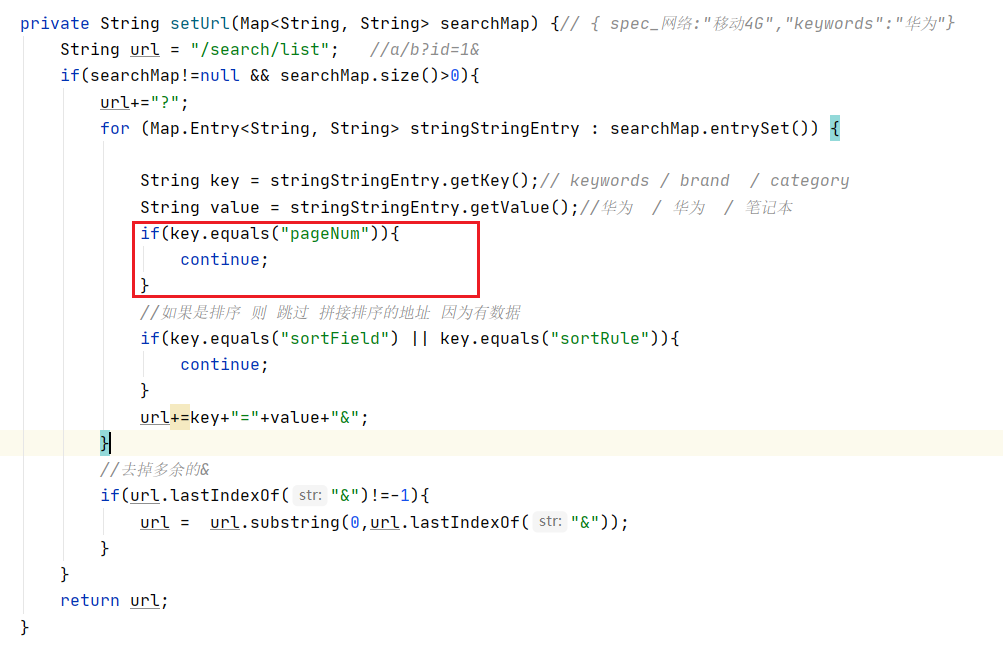 private String setUrl(Map<String, String> searchMap) {// { spec_网络:"移动4G","keywords":"华为"}
String url = "/search/list";   //a/b?id=1&
if(searchMap!=null && searchMap.size()>0){
url+="?";
for (Map.Entry<String, String> stringStringEntry : searchMap.entrySet()) {
String key = stringStringEntry.getKey();// keywords / brand  / category
String value = stringStringEntry.getValue();//华为  / 华为  / 笔记本
if(key.equals("pageNum")){
continue;
}
//如果是排序 则 跳过 拼接排序的地址 因为有数据
if(key.equals("sortField") || key.equals("sortRule")){
continue;
}
url+=key+"="+value+"&";
}
//去掉多余的&
if(url.lastIndexOf( str: "&")!=-1){
url =  url.substring(0,url.lastIndexOf( str: "&"));
}
}
return url;
}